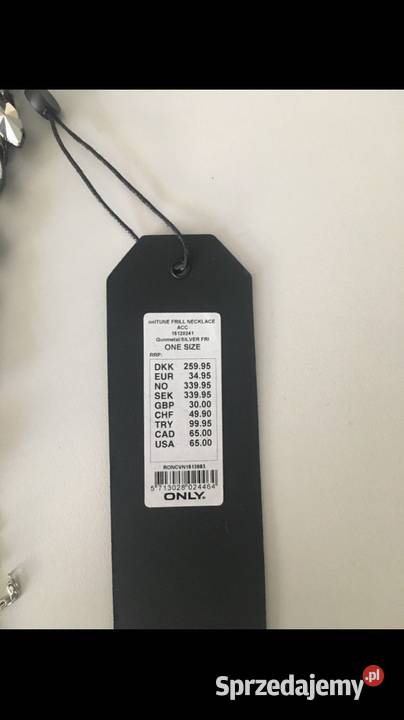 onlTUNE FRILL NECKLACE
ACC
15120241
Gunmetal/SILVER FRI
ONE SIZE
RRP:
DKK 259.95
EUR 34.95
NO 339.95
SEK 339.95
GBP 30.00
CHF 49.90
TRY 99.95
CAD 65.00
USA 65.00
RONCVN1513883
5 713028 024464
ONLY.
Sprzedajemy.pl